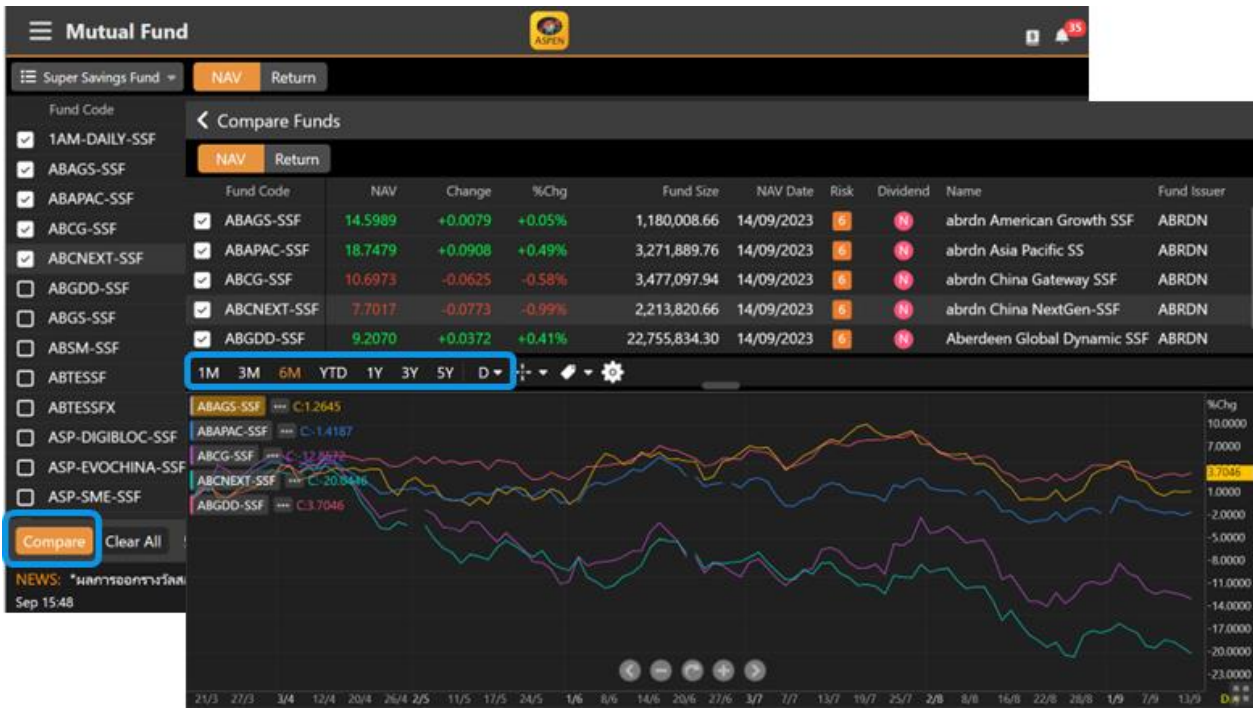 Mutual Fund
ASPEN
35
Super Savings Fund NAV Return
Fund Code
1AM-DAILY-SSF
ABAGS-SSF
ABAPAC-SSF
ABCG-SSF
ABCNEXT-SSF
ABGDD-SSF
ABGS-SSF
ABSM-SSF
ABTESSF
ABTESSFX
ASP-DIGIBLOC-SSF
ASP-EVOCHINA-SSF
ASP-SME-SSF
Compare Clear All
NEWS: *ผลการออกรางวัลส
Sep 15:48
Compare Funds
NAV Return
Fund Code NAV Change %Chg Fund Size NAV Date Risk Dividend Name Fund Issuer
ABAGS-SSF 14.5989 +0.0079 +0.05% 1,180,008.66 14/09/2023 6 N abrdn American Growth SSF ABRDN
ABAPAC-SSF 18.7479 +0.0908 +0.49% 3,271,889.76 14/09/2023 6 N abrdn Asia Pacific SS ABRDN
ABCG-SSF 10.6973 -0.0625 -0.58% 3,477,097.94 14/09/2023 6 N abrdn China Gateway SSF ABRDN
ABCNEXT-SSF 7.7017 -0.0773 -0.99% 2,213,820.66 14/09/2023 6 N abrdn China NextGen-SSF ABRDN
ABGDD-SSF 9.2070 +0.0372 +0.41% 22,755,834.30 14/09/2023 6 N Aberdeen Global Dynamic SSF ABRDN
1M 3M 6M YTD 1Y 3Y 5Y D
ABAGS-SSF C:1.2645
ABAPAC-SSF C:-1.4187
ABCG-SSF
ABCNEXT-SSF
ABGDD-SSF C:3.7046
%Chg
10.0000
7.0000
3.7046
1.0000
-2.0000
-5.0000
-8.0000
-11.0000
-14.0000
-17.0000
-20.0000
-23.0000
21/3 27/3 3/4 12/4 20/4 26/4 2/5 11/5 17/5 24/5 1/6 8/6 14/6 20/6 27/6 3/7 7/7 13/7 19/7 25/7 2/8 8/8 16/8 22/8 28/8 1/9 7/9 13/9